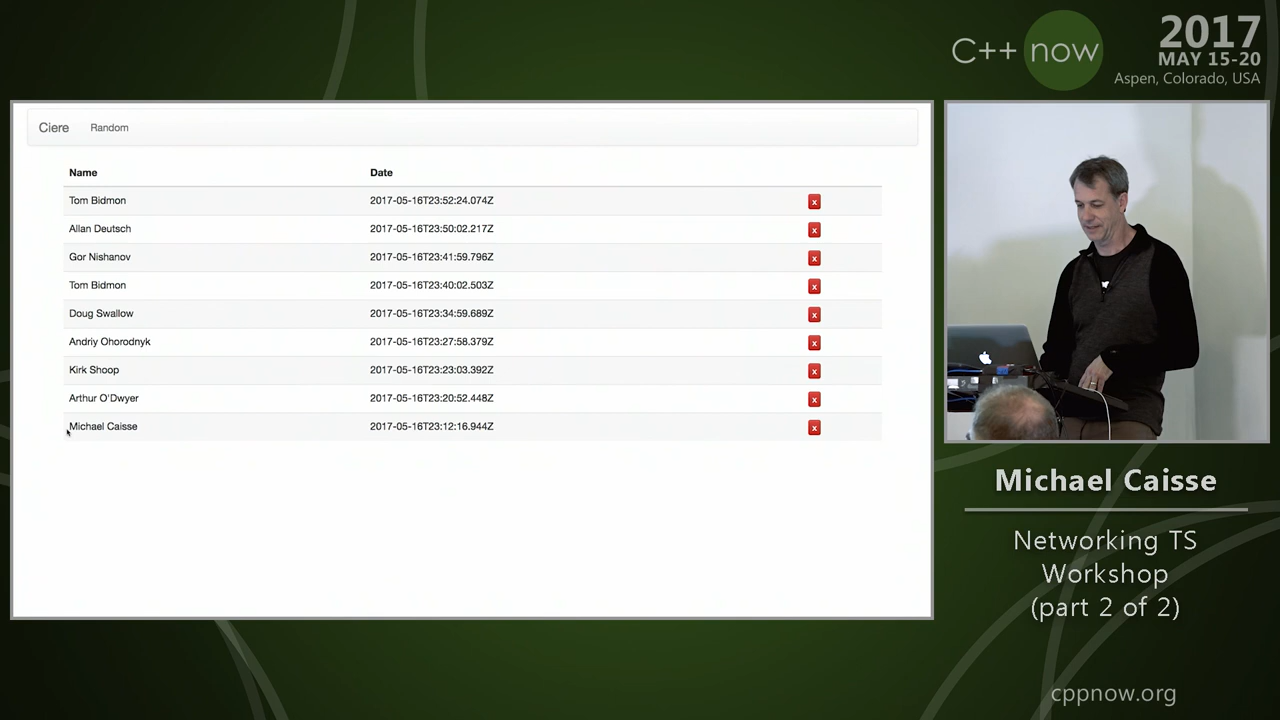 C++ now
2017
MAY 15-20
Aspen, Colorado, USA
Ciere Random
Name Date
Tom Bidmon 2017-05-16T23:52:24.074Z x
Allan Deutsch 2017-05-16T23:50:02.217Z x
Gor Nishanov 2017-05-16T23:41:59.796Z x
Tom Bidmon 2017-05-16T23:40:02.503Z x
Doug Swallow 2017-05-16T23:34:59.689Z x
Andriy Ohorodnyk 2017-05-16T23:27:58.379Z x
Kirk Shoop 2017-05-16T23:23:03.392Z x
Arthur O'Dwyer 2017-05-16T23:20:52.448Z x
Michael Caisse 2017-05-16T23:12:16.944Z x
Michael Caisse
Networking TS
Workshop
(part 2 of 2)
cppnow.org